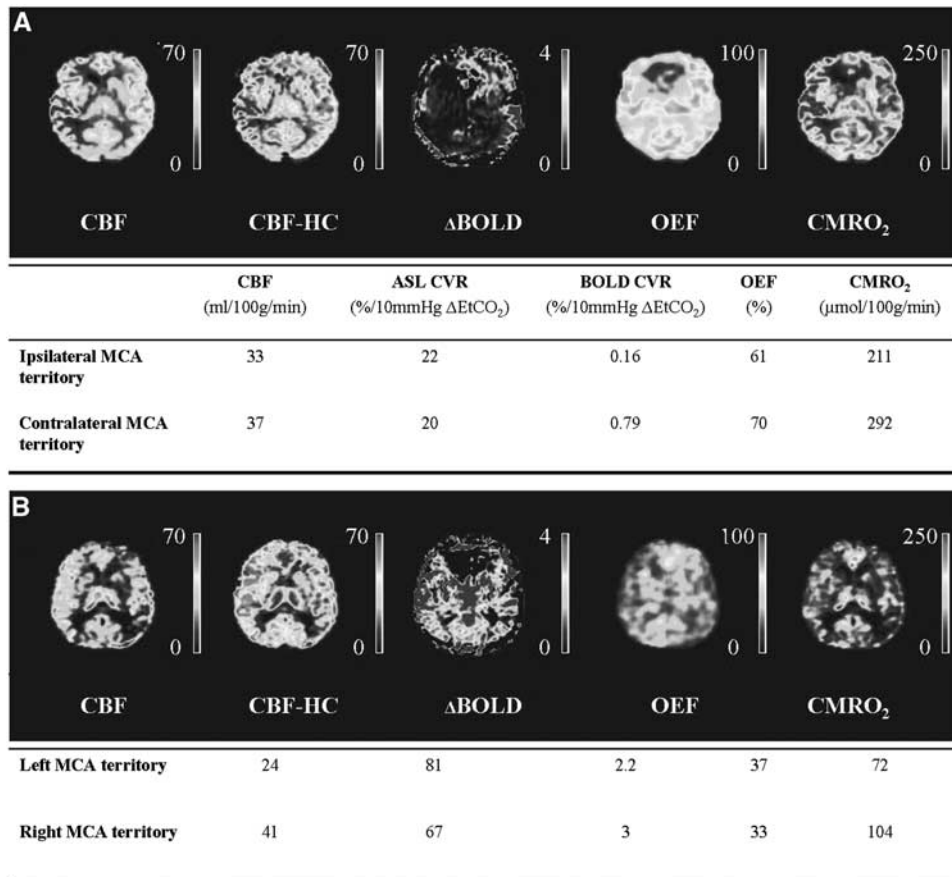 A
70 70 4 100 250
0 0 0 0 0
CBF CBF-HC ΔBOLD OEF CMRO₂
CBF ASL CVR BOLD CVR OEF CMRO₂
(ml/100g/min) (%/10mmHg ΔEtCO₂) (%/10mmHg ΔEtCO₂) (%) (μmol/100g/min)
Ipsilateral MCA 33 22 0.16 61 211
territory
Contralateral MCA 37 20 0.79 70 292
territory
B
70 70 4 100 250
0 0 0 0 0
CBF CBF-HC ΔBOLD OEF CMRO₂
Left MCA territory 24 81 2.2 37 72
Right MCA territory 41 67 3 33 104